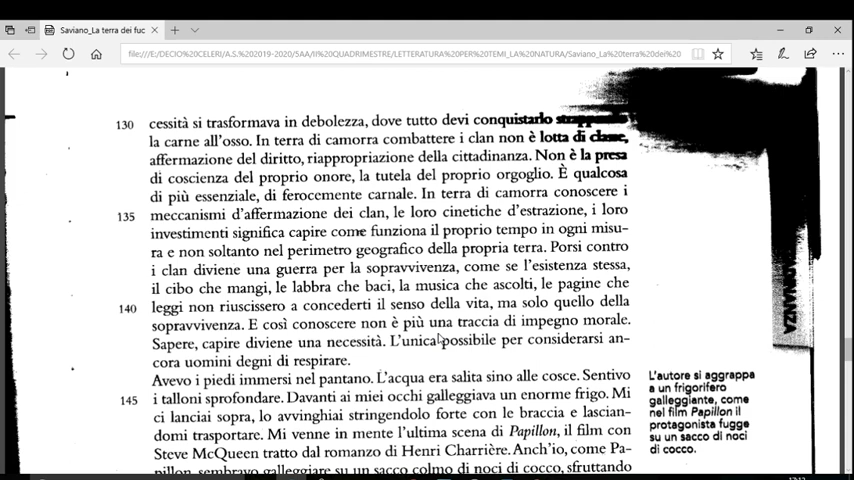 Saviano_La terra dei fuc
file:///E:/DECIO%20CELERI/A.S.%202019-2020/5AA/II%20QUADRIMESTRE/LETTERATURA%20PER%20TEMI_LA%20NATURA/Saviano_La%20terra%20dei%20
130 cessità si trasformava in debolezza, dove tutto devi conquistarlo strappando
la carne all'osso. In terra di camorra combattere i clan non è lotta di classe,
affermazione del diritto, riappropriazione della cittadinanza. Non è la presa
di coscienza del proprio onore, la tutela del proprio orgoglio. È qualcosa
di più essenziale, di ferocemente carnale. In terra di camorra conoscere i
135 meccanismi d'affermazione dei clan, le loro cinetiche d'estrazione, i loro
investimenti significa capire come funziona il proprio tempo in ogni misu-
ra e non soltanto nel perimetro geografico della propria terra. Porsi contro
i clan diviene una guerra per la sopravvivenza, come se l'esistenza stessa,
il cibo che mangi, le labbra che baci, la musica che ascolti, le pagine che
140 leggi non riuscissero a concederti il senso della vita, ma solo quello della
sopravvivenza. E così conoscere non è più una traccia di impegno morale.
Sapere, capire diviene una necessità. L'unica possibile per considerarsi an-
cora uomini degni di respirare.
Avevo i piedi immersi nel pantano. L'acqua era salita sino alle cosce. Sentivo
145 i talloni sprofondare. Davanti ai miei occhi galleggiava un enorme frigo. Mi
ci lanciai sopra, lo avvinghiai stringendolo forte con le braccia e lascian-
domi trasportare. Mi venne in mente l'ultima scena di Papillon, il film con
Steve McQueen tratto dal romanzo di Henri Charrière. Anch'io, come Pa-
pillon, sembravo galleggiare su un sacco colmo di noci di cocco, sfruttando
L'autore si aggrappa
a un frigorifero
galleggiante, come
nel film Papillon il
protagonista fugge
su un sacco di noci
di cocco.